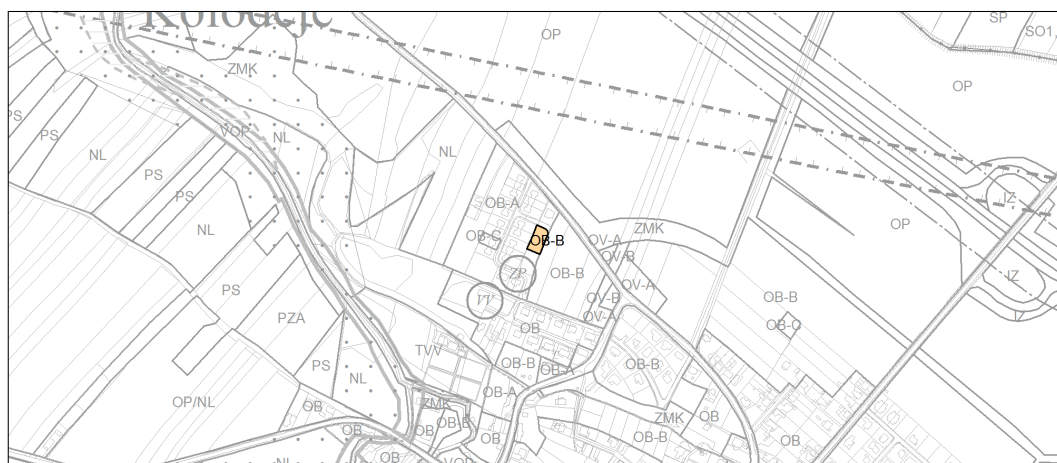 Koloděje
SP
SO1,
OP
ZMK
OP
PS
PS
VOP
NL
NL
NL
PS
PS
IZ
OB-A
NL
OP
OB-C
OB-B
OV-A
ZMK
OV-B
ZP
OB-B
OV-A
IZ
PS
VV
OV-B
OB-B
PZA
OV-A
OB-C
OB
TVV
PS
OB-B
OB-A
OB-B
NL
OB-A
OP/NL
ZMK
OB
OB-B
ZMK
OB
OB
OB
OB
OB-B
OB
NL
OB
VOP